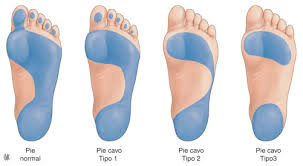 Pie normal
Pie cavo Tipo 1
Pie cavo Tipo 2
Pie cavo Tipo3